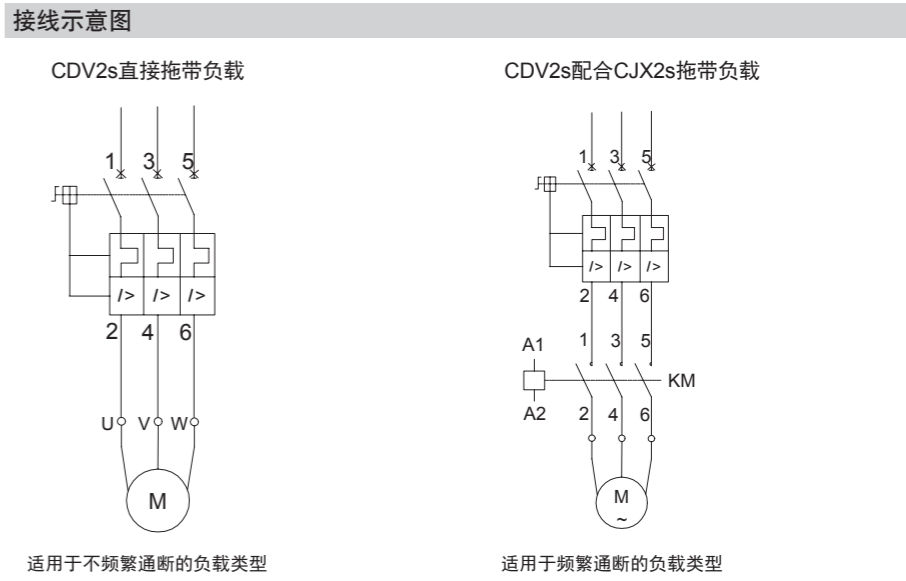 接线示意图
CDV2s直接拖带负载
1 3 5
I> I> I>
2 4 6
U V W
M
适用于不频繁通断的负载类型
CDV2s配合CJX2s拖带负载
1 3 5
I> I> I>
2 4 6
1 3 5
A1
KM
A2
2 4 6
M
~
适用于频繁通断的负载类型